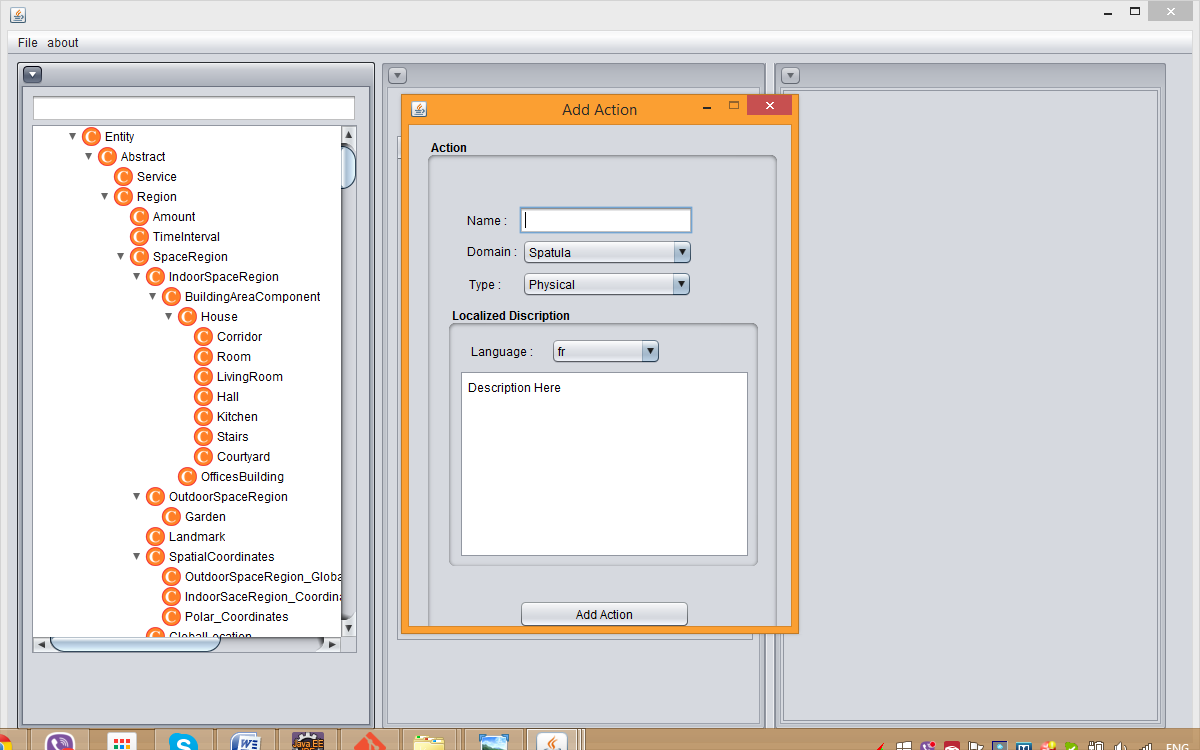 File about
Entity
Abstract
Service
Region
Amount
TimeInterval
SpaceRegion
IndoorSpaceRegion
BuildingAreaComponent
House
Corridor
Room
LivingRoom
Hall
Kitchen
Stairs
Courtyard
OfficesBuilding
OutdoorSpaceRegion
Garden
Landmark
SpatialCoordinates
OutdoorSpaceRegion_Globa
IndoorSaceRegion_Coordina
Polar_Coordinates
GlobalLocation
Add Action
Action
Name :
Domain : Spatula
Type : Physical
Localized Discription
Language : fr
Description Here
Add Action
Java EE
ENG